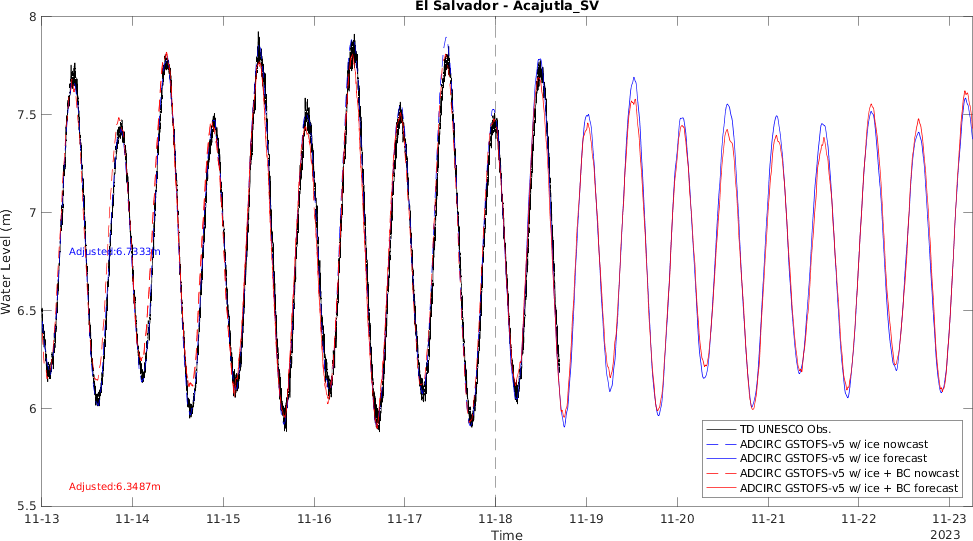 El Salvador - Acajutla_SV
Water Level (m)
8
7.5
7
6.5
6
5.5
Adjusted:6.7333m
Adjusted:6.3487m
TD UNESCO Obs.
ADCIRC GSTOFS-v5 w/ ice nowcast
ADCIRC GSTOFS-v5 w/ ice forecast
ADCIRC GSTOFS-v5 w/ ice + BC nowcast
ADCIRC GSTOFS-v5 w/ ice + BC forecast
11-13 11-14 11-15 11-16 11-17 11-18 11-19 11-20 11-21 11-22 11-23
Time
2023